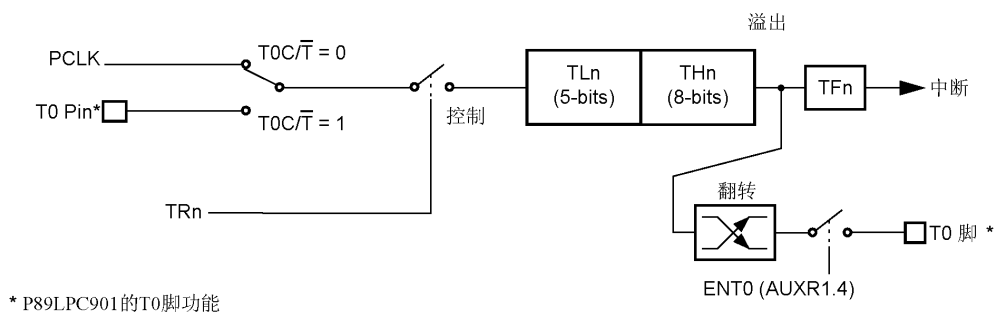 溢出
PCLK
T0C/T̅ = 0
TLn
(5-bits)
THn
(8-bits)
TFn
中断
T0 Pin*
T0C/T̅ = 1
控制
翻转
TRn
T0 脚 *
ENT0 (AUXR1.4)
* P89LPC901的T0脚功能